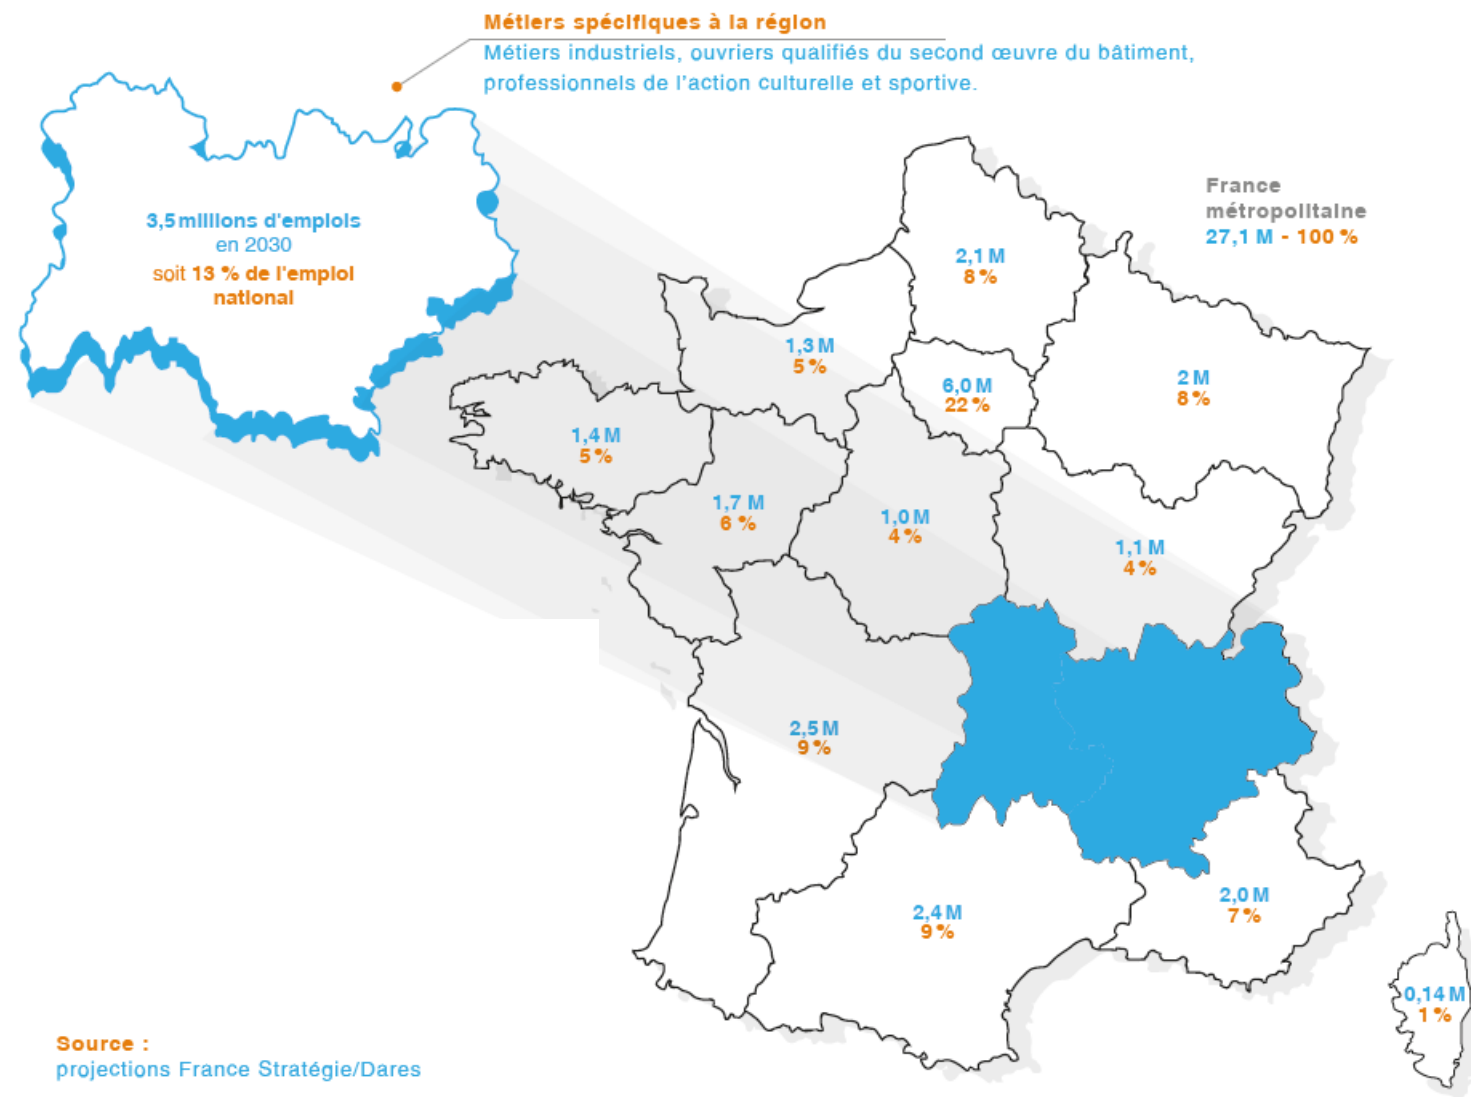 Métiers spécifiques à la région
Métiers industriels, ouvriers qualifiés du second œuvre du bâtiment,
professionnels de l'action culturelle et sportive.
France
métropolitaine
27,1 M - 100 %
3,5 millions d'emplois
en 2030
soit 13 % de l'emploi
national
2,1 M
8 %
1,3 M
5 %
6,0 M
22 %
2 M
8 %
1,4 M
5 %
1,7 M
6 %
1,0 M
4 %
1,1 M
4 %
2,5 M
9 %
2,4 M
9 %
2,0 M
7 %
0,14 M
1 %
Source :
projections France Stratégie/Dares